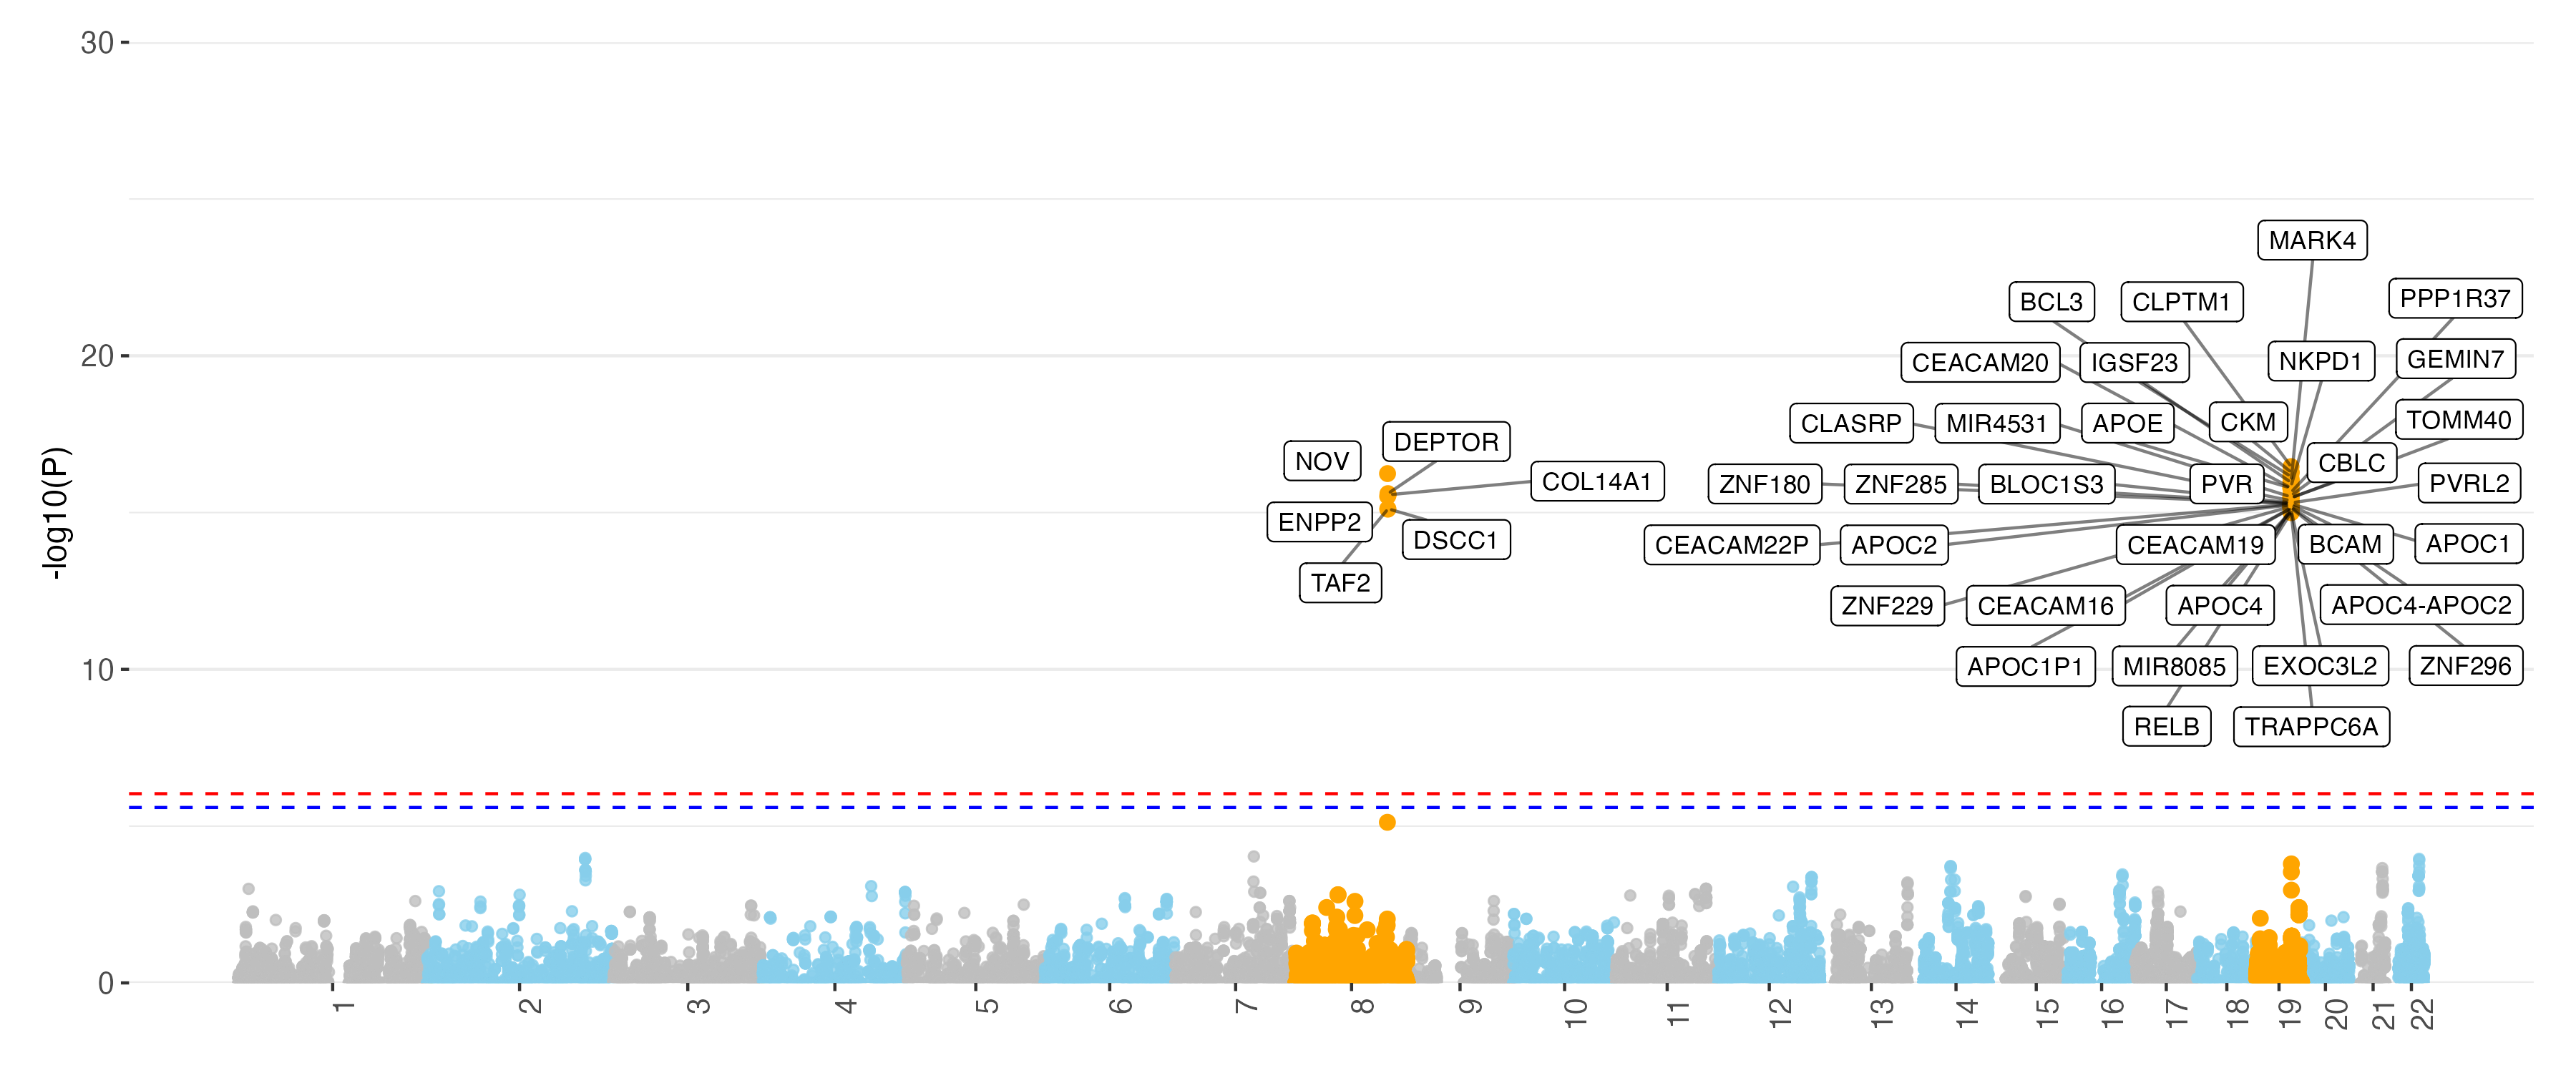 30
20
10
0
-log10(P)
MARK4
BCL3
CLPTM1
PPP1R37
CEACAM20
IGSF23
NKPD1
GEMIN7
CLASRP
MIR4531
APOE
CKM
TOMM40
NOV
DEPTOR
COL14A1
ZNF180
ZNF285
BLOC1S3
PVR
CBLC
PVRL2
ENPP2
DSCC1
CEACAM22P
APOC2
CEACAM19
BCAM
APOC1
TAF2
ZNF229
CEACAM16
APOC4
APOC4-APOC2
APOC1P1
MIR8085
EXOC3L2
ZNF296
RELB
TRAPPC6A
1
2
3
4
5
6
7
8
9
10
11
12
13
14
15
16
17
18
19
20
21
22